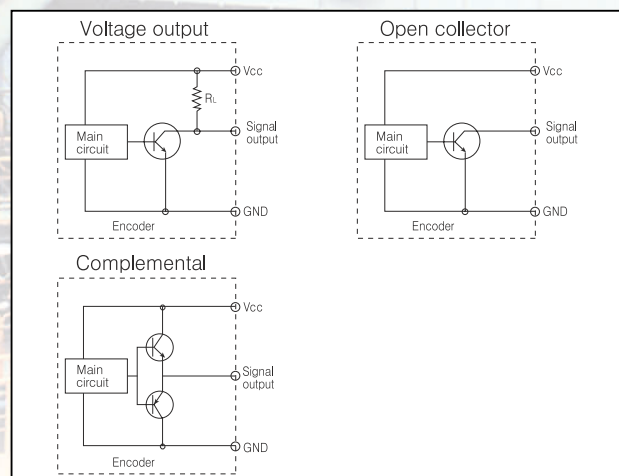 Voltage output
Vcc
RL
Main
circuit
Signal
output
GND
Encoder
Open collector
Vcc
Main
circuit
Signal
output
GND
Encoder
Complemental
Vcc
Main
circuit
Signal
output
GND
Encoder